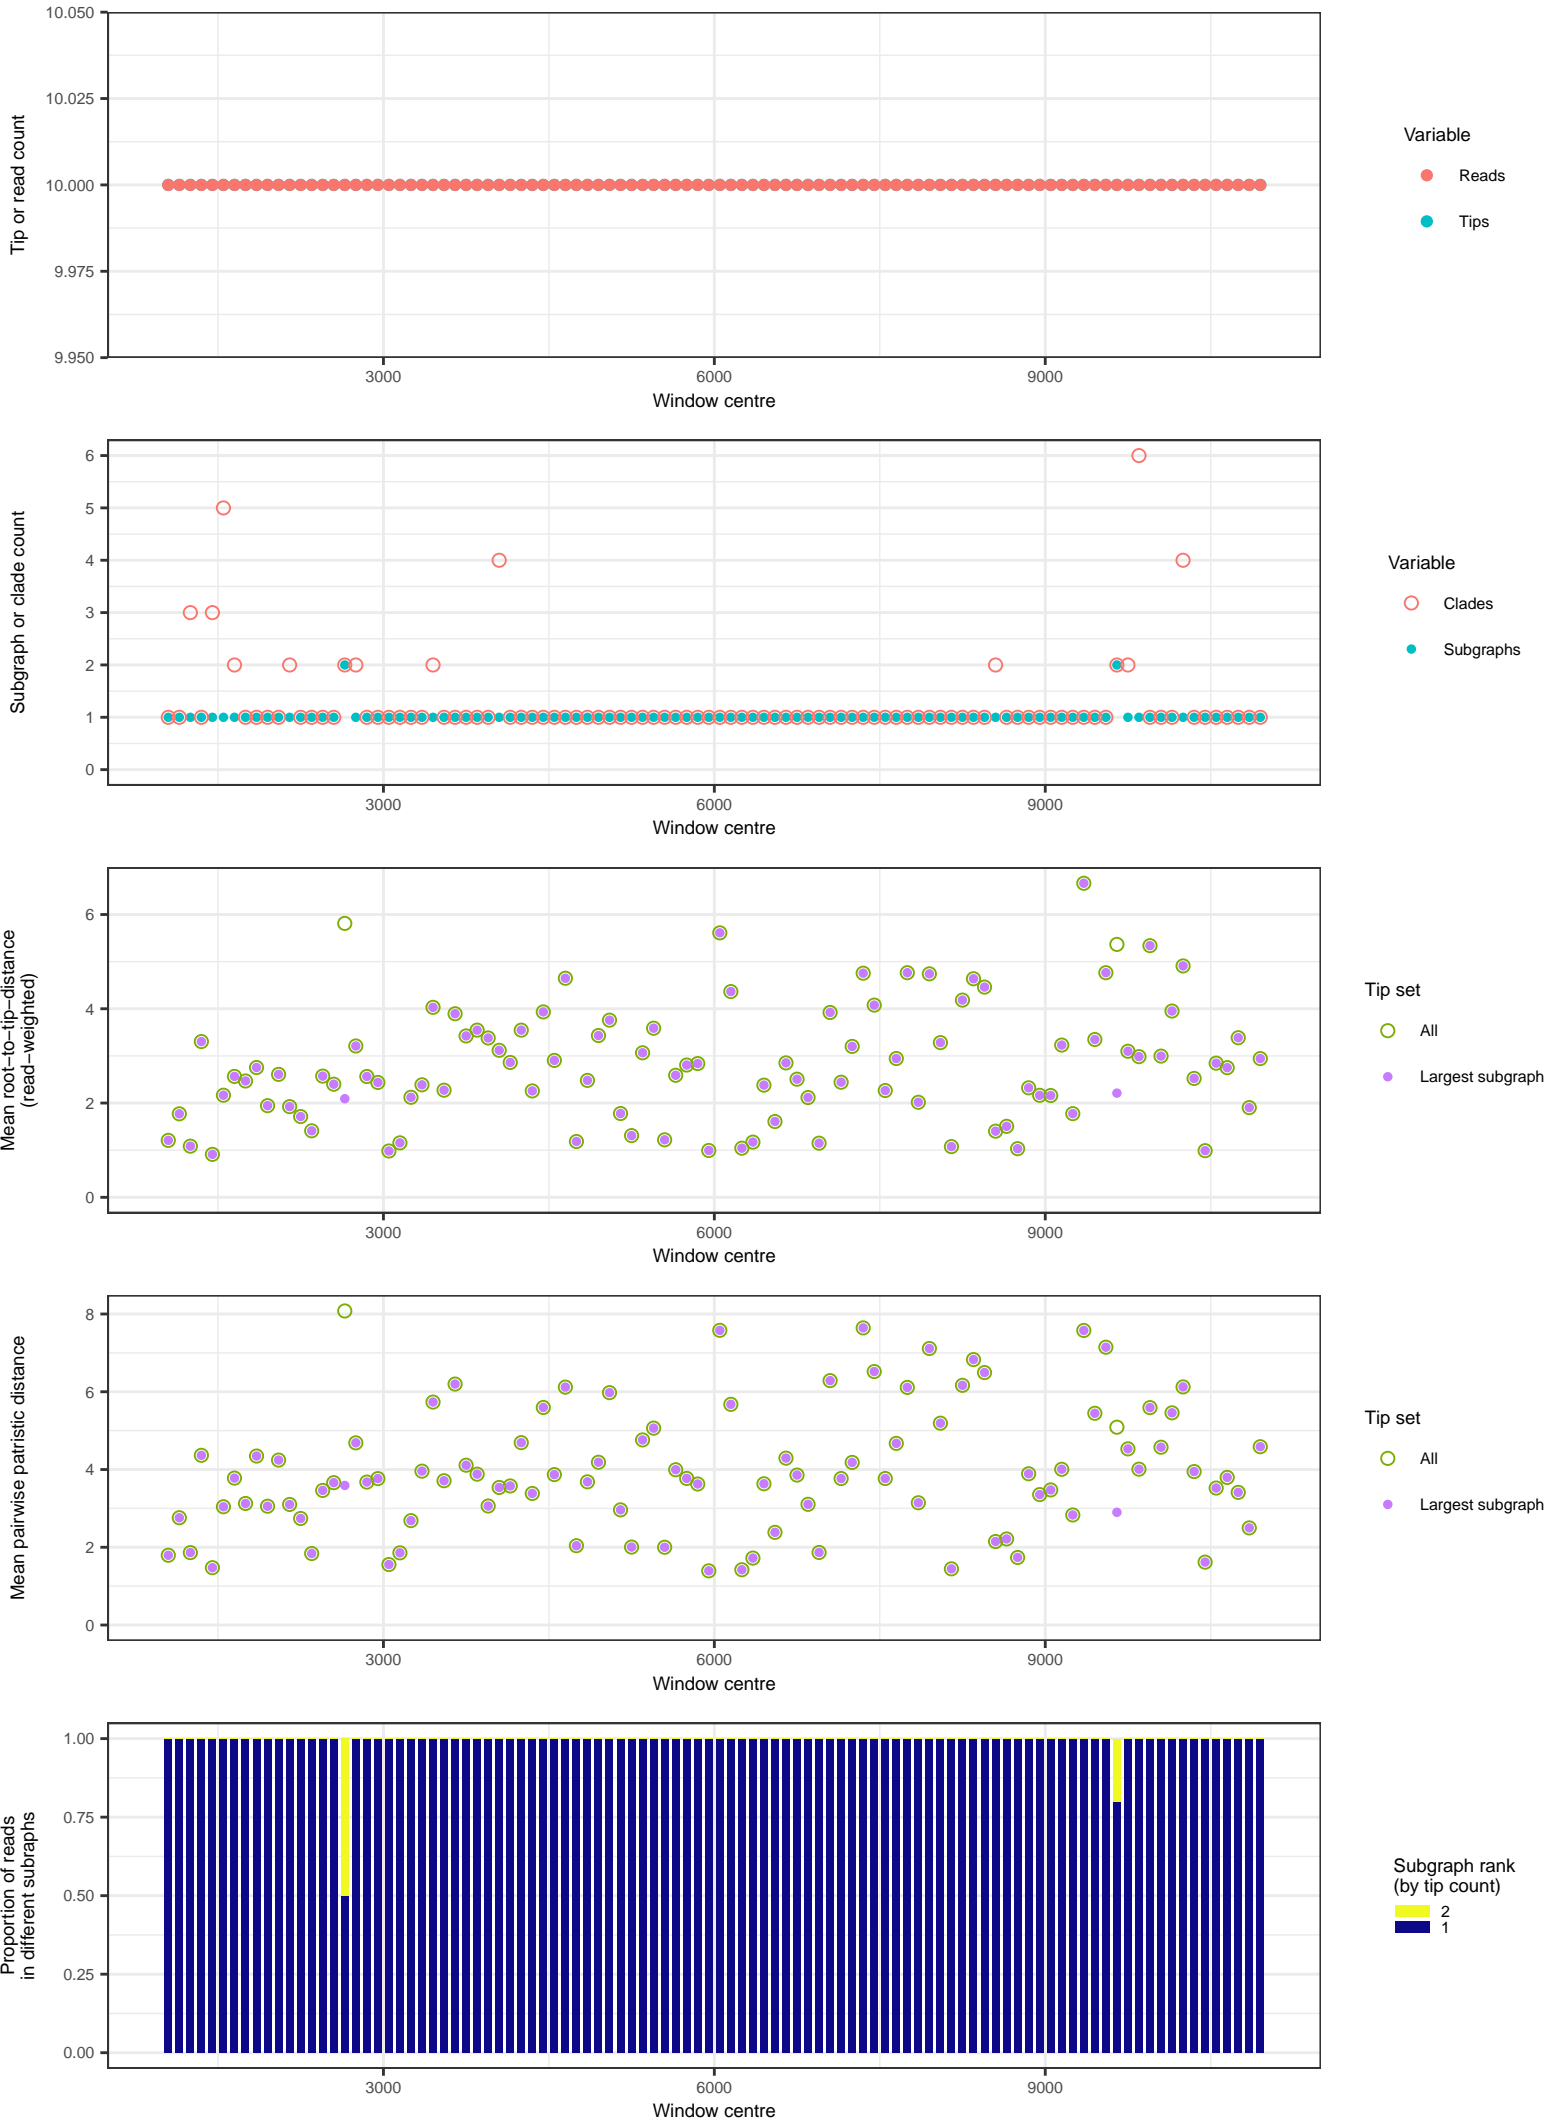 10.050
10.025
10.000
9.975
9.950
Tip or read count
3000
6000
9000
Window centre
Variable
Reads
Tips
6
5
4
3
2
1
0
Subgraph or clade count
3000
6000
9000
Window centre
Variable
Clades
Subgraphs
6
4
2
0
Mean root−to−tip−distance
(read−weighted)
3000
6000
9000
Window centre
Tip set
All
Largest subgraph
8
6
4
2
0
Mean pairwise patristic distance
3000
6000
9000
Window centre
Tip set
All
Largest subgraph
1.00
0.75
0.50
0.25
0.00
Proportion of reads
in different subraphs
3000
6000
9000
Window centre
Subgraph rank
(by tip count)
2
1